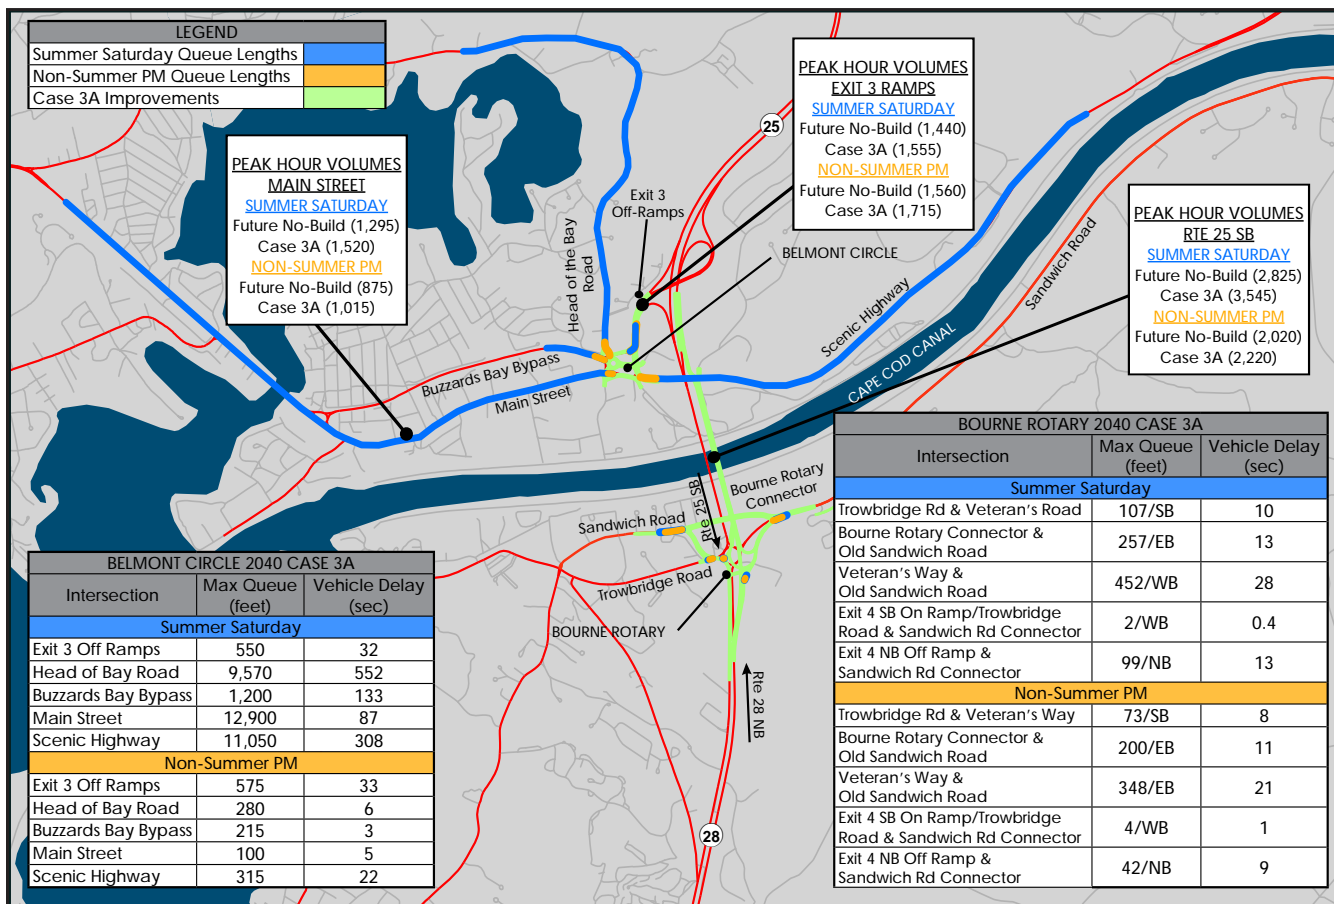 LEGEND
Summer Saturday Queue Lengths
Non-Summer PM Queue Lengths
Case 3A Improvements
PEAK HOUR VOLUMES
MAIN STREET
SUMMER SATURDAY
Future No-Build (1,295)
Case 3A (1,520)
NON-SUMMER PM
Future No-Build (875)
Case 3A (1,015)
PEAK HOUR VOLUMES
EXIT 3 RAMPS
SUMMER SATURDAY
Future No-Build (1,440)
Case 3A (1,555)
NON-SUMMER PM
Future No-Build (1,560)
Case 3A (1,715)
PEAK HOUR VOLUMES
RTE 25 SB
SUMMER SATURDAY
Future No-Build (2,825)
Case 3A (3,545)
NON-SUMMER PM
Future No-Build (2,020)
Case 3A (2,220)
25
Exit 3
Off-Ramps
BELMONT CIRCLE
Head of the Bay
Road
Scenic Highway
Sandwich Road
CAPE COD CANAL
Buzzards Bay Bypass
Main Street
Bourne Rotary
Connector
Rte 25 SB
Sandwich Road
Trowbridge Road
BOURNE ROTARY
Rte 28 NB
28
BELMONT CIRCLE 2040 CASE 3A
Intersection Max Queue (feet) Vehicle Delay (sec)
Summer Saturday
Exit 3 Off Ramps 550 32
Head of Bay Road 9,570 552
Buzzards Bay Bypass 1,200 133
Main Street 12,900 87
Scenic Highway 11,050 308
Non-Summer PM
Exit 3 Off Ramps 575 33
Head of Bay Road 280 6
Buzzards Bay Bypass 215 3
Main Street 100 5
Scenic Highway 315 22
BOURNE ROTARY 2040 CASE 3A
Intersection Max Queue (feet) Vehicle Delay (sec)
Summer Saturday
Trowbridge Rd & Veteran's Road 107/SB 10
Bourne Rotary Connector &
Old Sandwich Road 257/EB 13
Veteran's Way &
Old Sandwich Road 452/WB 28
Exit 4 SB On Ramp/Trowbridge
Road & Sandwich Rd Connector 2/WB 0.4
Exit 4 NB Off Ramp &
Sandwich Rd Connector 99/NB 13
Non-Summer PM
Trowbridge Rd & Veteran's Way 73/SB 8
Bourne Rotary Connector &
Old Sandwich Road 200/EB 11
Veteran's Way &
Old Sandwich Road 348/EB 21
Exit 4 SB On Ramp/Trowbridge
Road & Sandwich Rd Connector 4/WB 1
Exit 4 NB Off Ramp &
Sandwich Rd Connector 42/NB 9